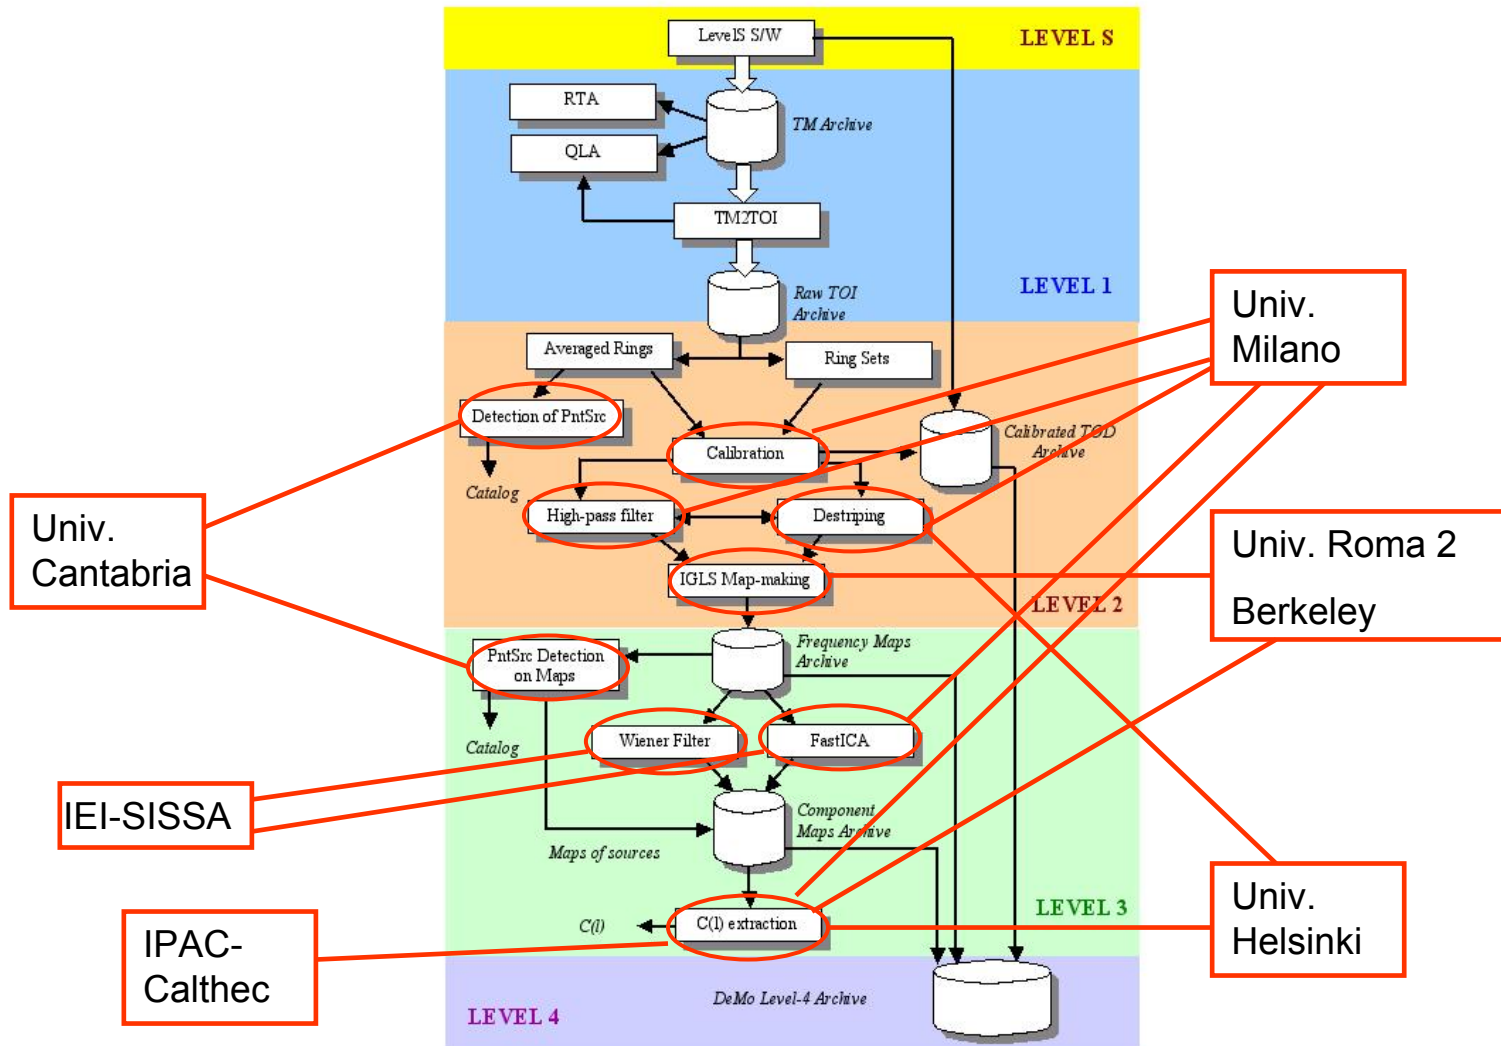 LevelS S/W
LEVEL S
RTA
TM Archive
QLA
TM2TOI
Raw TOI
Archive
LEVEL 1
Univ.
Milano
Averaged Rings
Ring Sets
Detection of PntSrc
Calibrated TOD
Archive
Calibration
Catalog
High-pass filter
Destriping
Univ.
Cantabria
Univ. Roma 2
Berkeley
IGLS Map-making
LEVEL 2
Frequency Maps
Archive
PntSrc Detection
on Maps
Catalog
Wiener Filter
FastICA
IEI-SISSA
Component
Maps Archive
Maps of sources
LEVEL 3
C(l)
C(l) extraction
Univ.
Helsinki
IPAC-
Calthec
DeMo Level-4 Archive
LEVEL 4